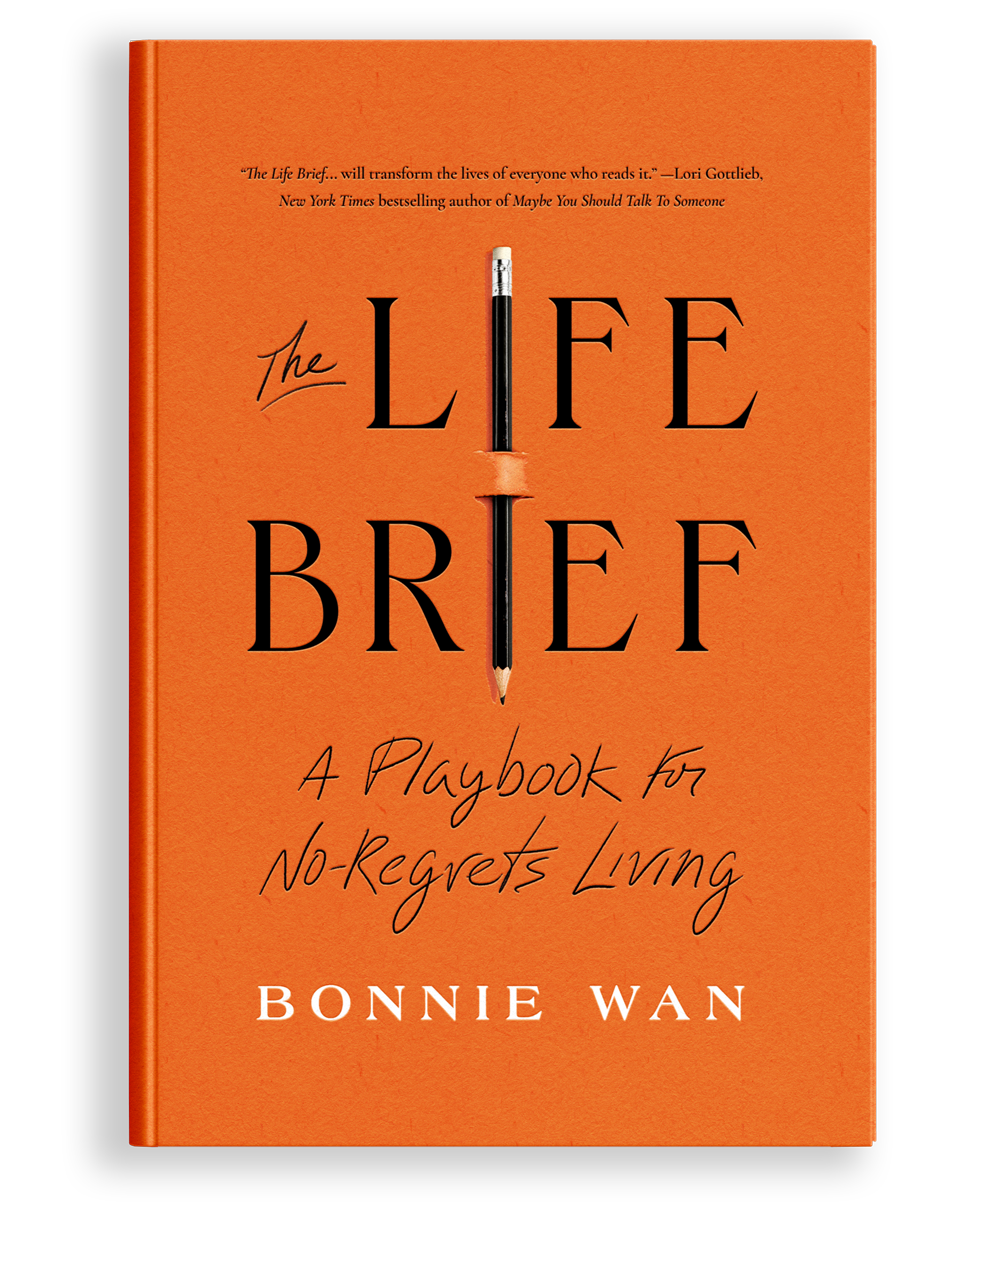 “The Life Brief... will transform the lives of everyone who reads it.” —Lori Gottlieb,
New York Times bestselling author of Maybe You Should Talk To Someone
The LIFE
BRIEF
A Playbook for
No-Regrets Living
BONNIE WAN